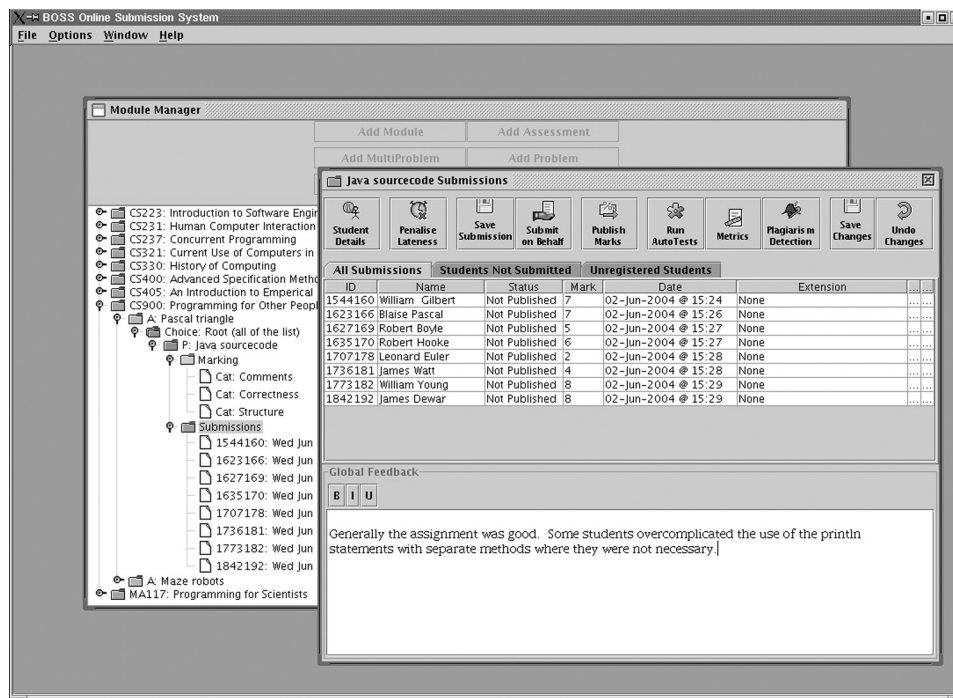 BOSS Online Submission System
File Options Window Help
Module Manager
Add Module Add Assessment
Add MultiProblem Add Problem
CS223: Introduction to Software Engir
CS231: Human Computer Interaction
CS237: Concurrent Programming
CS321: Current Use of Computers in
CS330: History of Computing
CS400: Advanced Specification Metho
CS405: An Introduction to Emperical
CS900: Programming for Other Peopl
A: Pascal triangle
Choice: Root (all of the list)
P: Java sourcecode
Marking
Cat: Comments
Cat: Correctness
Cat: Structure
Submissions
1544160: Wed Jun
1623166: Wed Jun
1627169: Wed Jun
1635170: Wed Jun
1707178: Wed Jun
1736181: Wed Jun
1773182: Wed Jun
1842192: Wed Jun
A: Maze robots
MA117: Programming for Scientists
Java sourcecode Submissions
Student Details
Penalise Lateness
Save Submission
Submit on Behalf
Publish Marks
Run AutoTests
Metrics
Plagiarism Detection
Save Changes
Undo Changes
All Submissions Students Not Submitted Unregistered Students
ID Name Status Mark Date Extension ... ...
1544160 William Gilbert Not Published 7 02-Jun-2004 @ 15:24 None ... ...
1623166 Blaise Pascal Not Published 7 02-Jun-2004 @ 15:26 None ... ...
1627169 Robert Boyle Not Published 5 02-Jun-2004 @ 15:27 None ... ...
1635170 Robert Hooke Not Published 6 02-Jun-2004 @ 15:27 None ... ...
1707178 Leonard Euler Not Published 2 02-Jun-2004 @ 15:28 None ... ...
1736181 James Watt Not Published 4 02-Jun-2004 @ 15:28 None ... ...
1773182 William Young Not Published 8 02-Jun-2004 @ 15:29 None ... ...
1842192 James Dewar Not Published 8 02-Jun-2004 @ 15:29 None ... ...
Global Feedback
B I U
Generally the assignment was good. Some students overcomplicated the use of the println
statements with separate methods where they were not necessary.